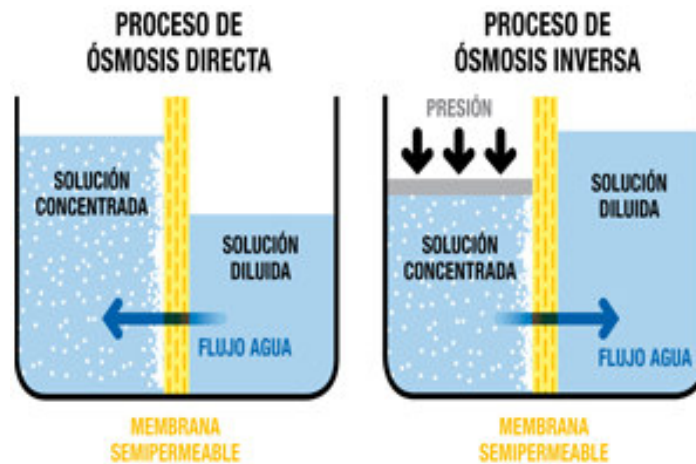 PROCESO DE
ÓSMOSIS DIRECTA
SOLUCIÓN
CONCENTRADA
SOLUCIÓN
DILUIDA
FLUJO AGUA
MEMBRANA
SEMIPERMEABLE
PROCESO DE
ÓSMOSIS INVERSA
PRESIÓN
SOLUCIÓN
CONCENTRADA
SOLUCIÓN
DILUIDA
FLUJO AGUA
MEMBRANA
SEMIPERMEABLE